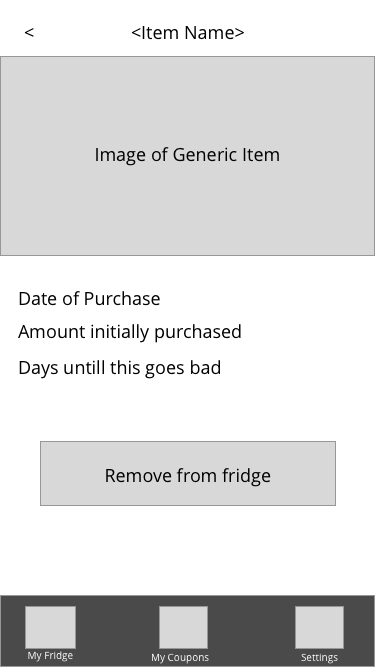 < <Item Name>
Image of Generic Item
Date of Purchase
Amount initially purchased
Days untill this goes bad
Remove from fridge
My Fridge My Coupons Settings